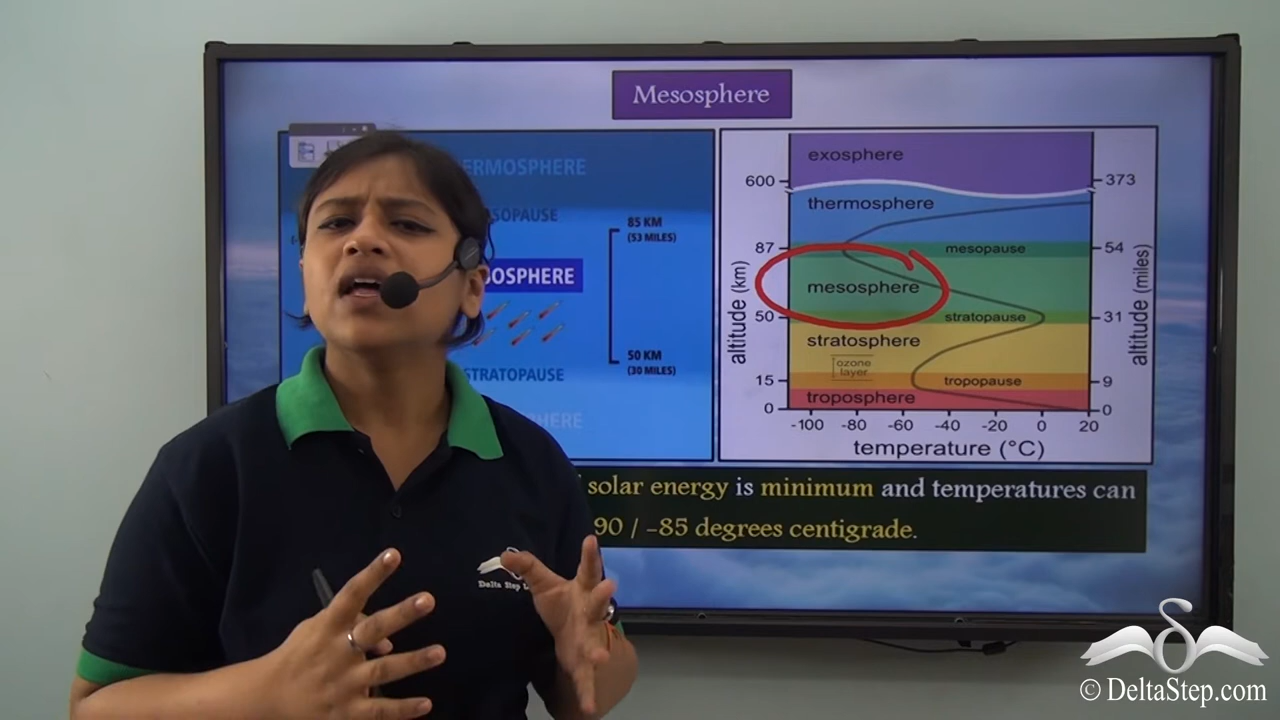 Mesosphere
ERMOSPHERE
SOPAUSE
85 KM
(53 MILES)
OSPHERE
50 KM
(30 MILES)
STRATOPAUSE
HERE
exosphere
600
373
thermosphere
87
mesopause
54
mesosphere
50
stratopause
31
stratosphere
ozone
layer
15
tropopause
9
troposphere
0
0
-100 -80 -60 -40 -20 0 20
temperature (°C)
altitude (km)
altitude (miles)
solar energy is minimum and temperatures can
90 / -85 degrees centigrade.
Delta Step
© DeltaStep.com